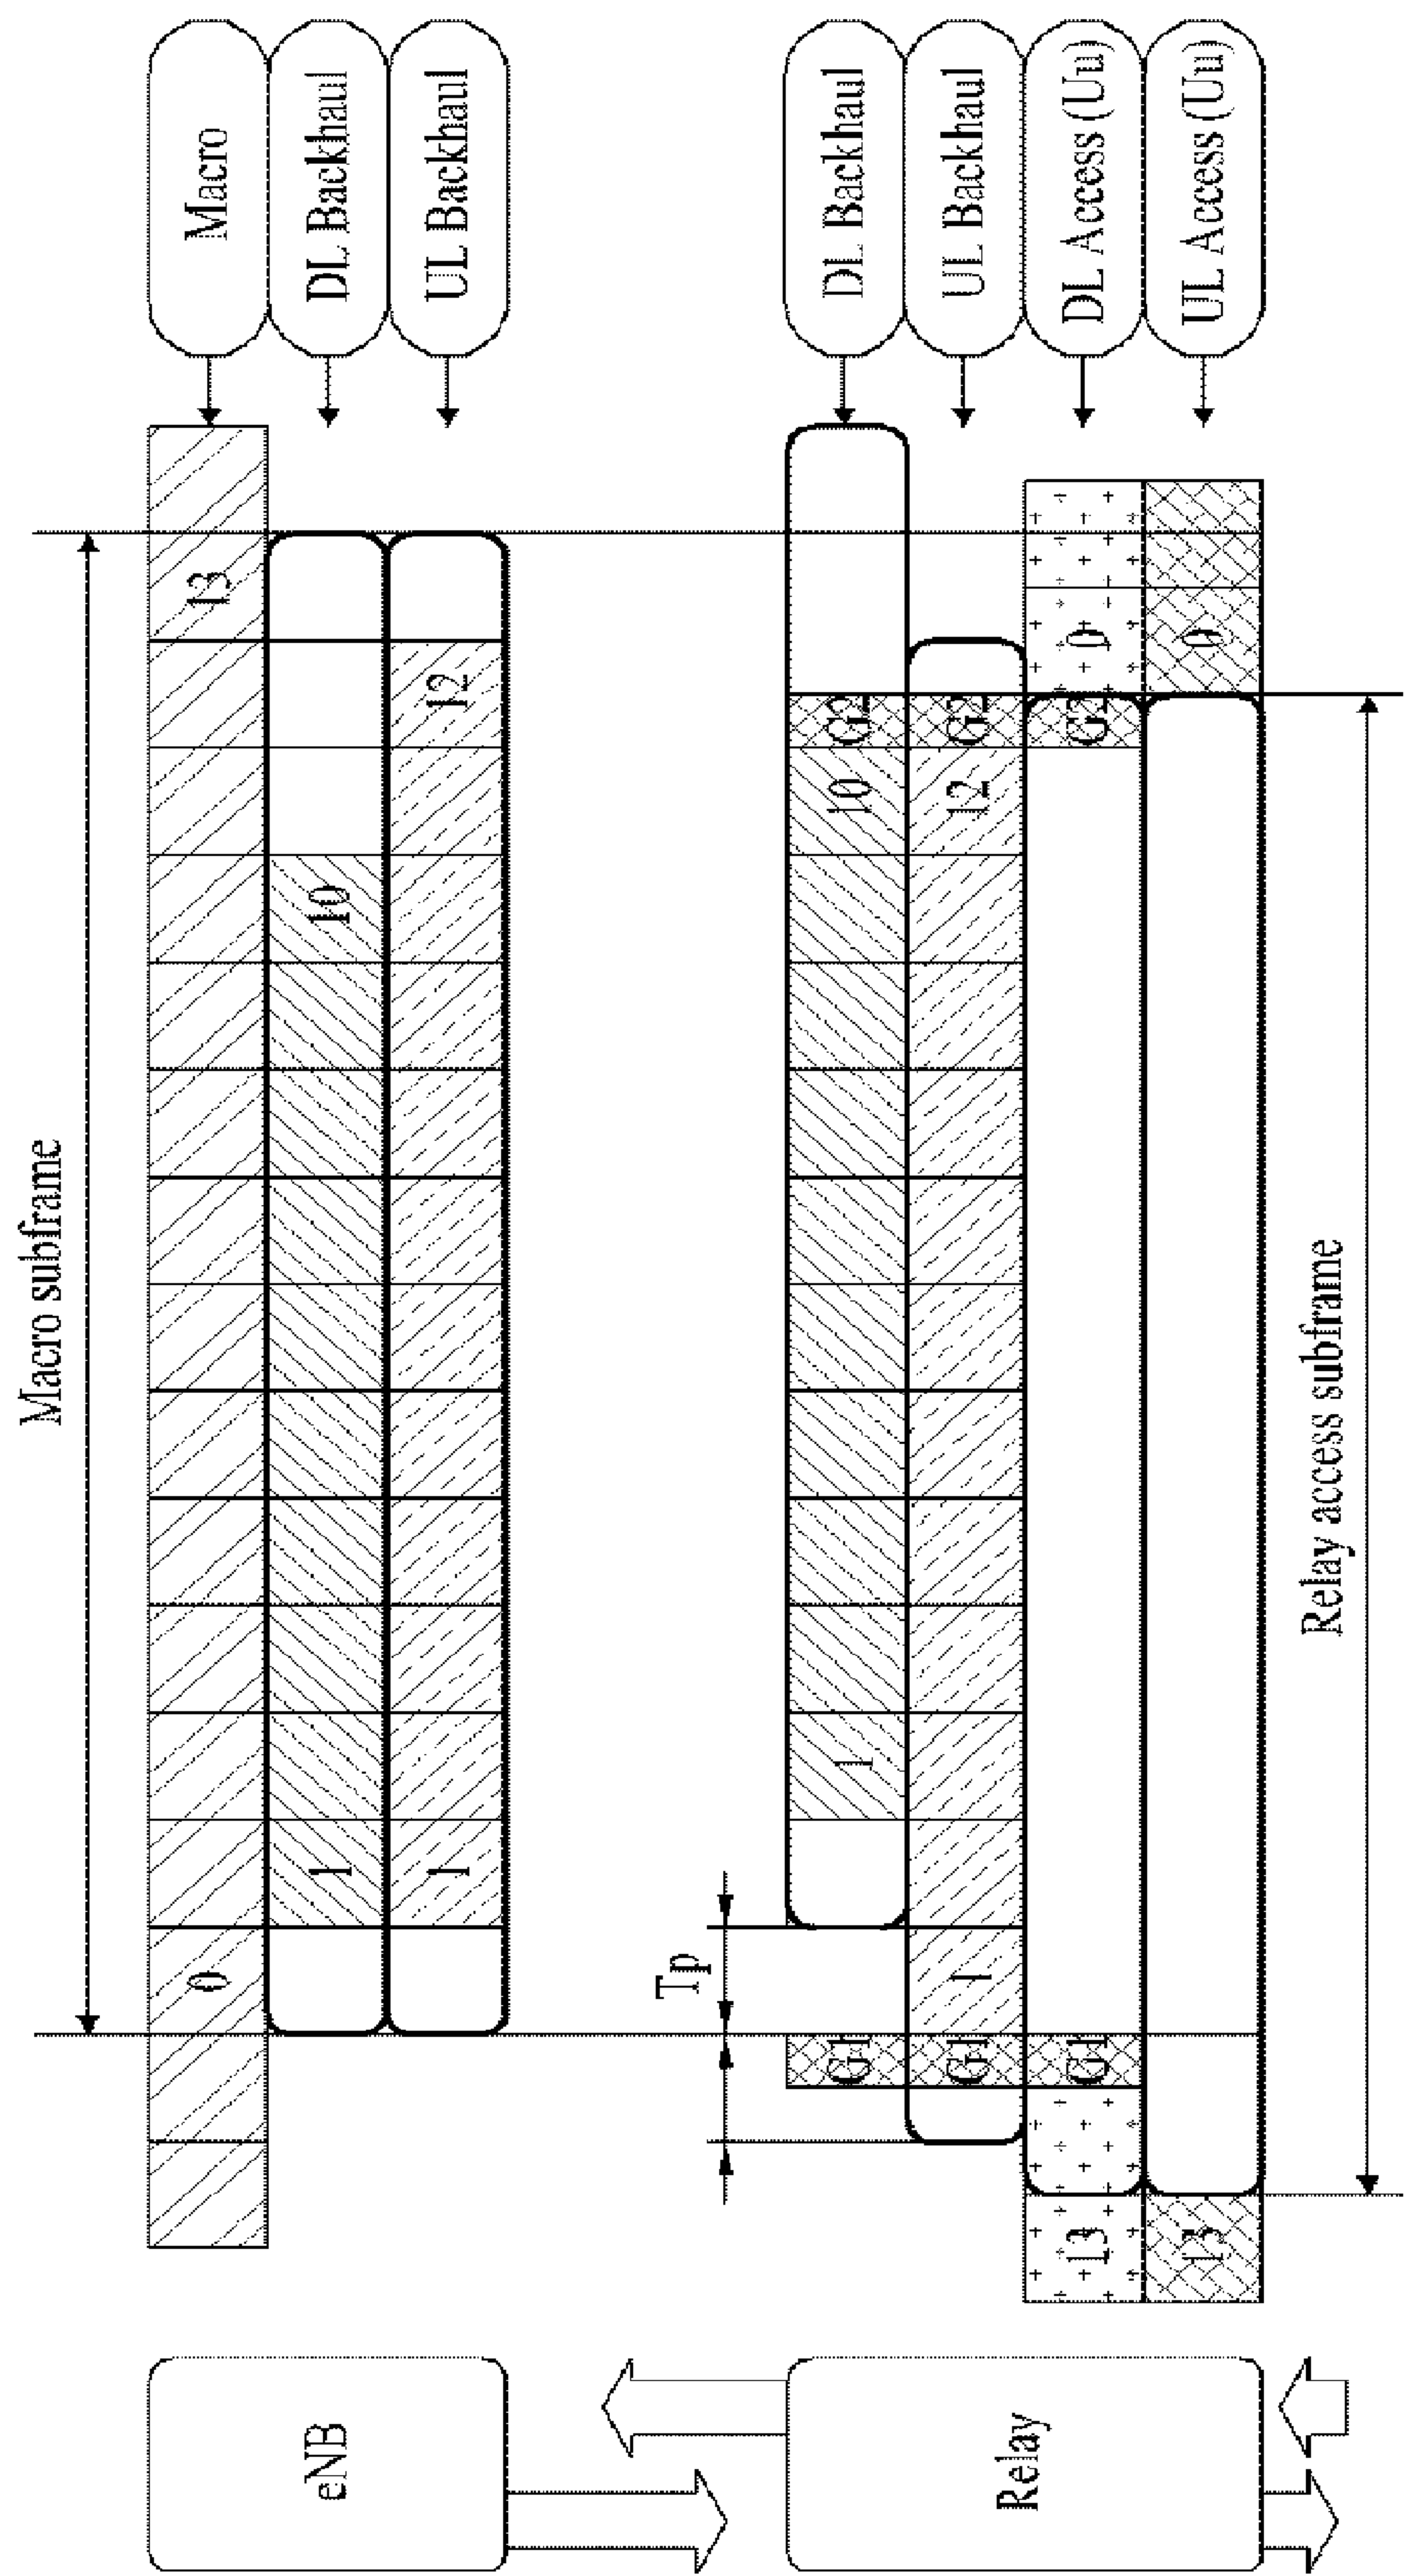 Macro subframe
eNB
0
13
Macro
1
10
DL Backhaul
1
12
UL Backhaul
Tp
Relay
G1
1
10
G2
DL Backhaul
G1
1
12
G2
UL Backhaul
13
G1
G2
0
DL Access (Uu)
13
0
UL Access (Uu)
Relay access subframe